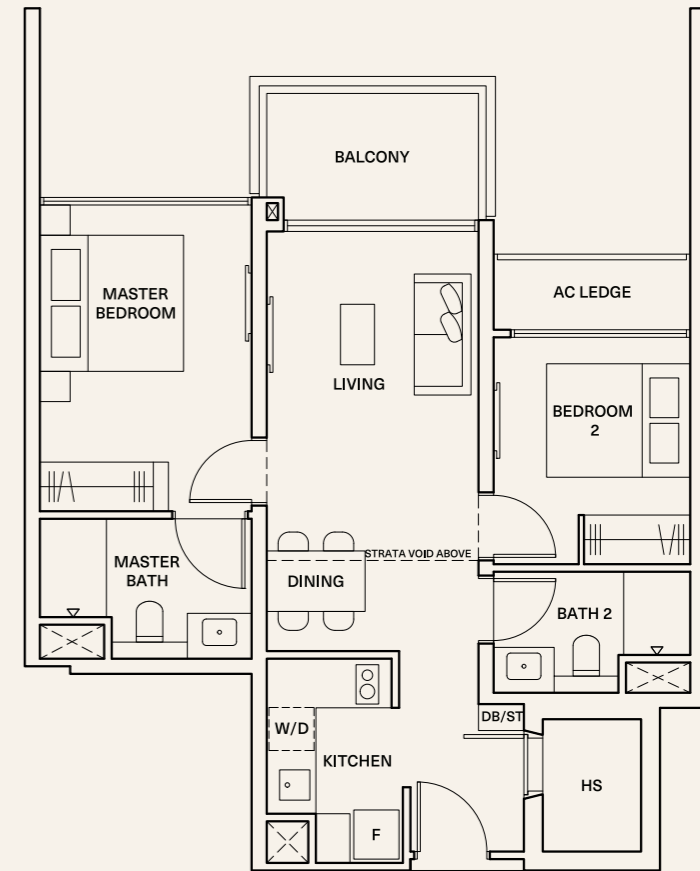 BALCONY
AC LEDGE
MASTER
BEDROOM
LIVING
BEDROOM
2
STRATA VOID ABOVE
MASTER
BATH
DINING
BATH 2
DB/ST
W/D
KITCHEN
HS
F